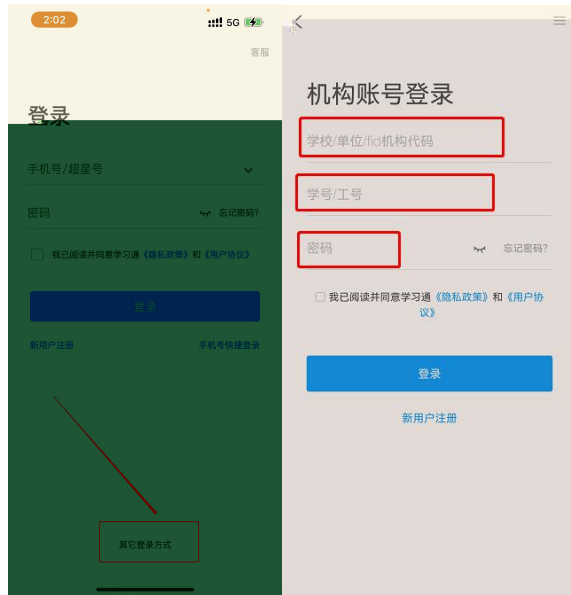 2:02
5G
客服
登录
手机号/超星号
密码
忘记密码?
我已阅读并同意学习通《隐私政策》和《用户协议》
登录
新用户注册
手机号快捷登录
其它登录方式
机构账号登录
学校/单位/fid机构代码
学号/工号
密码
忘记密码?
我已阅读并同意学习通《隐私政策》和《用户协
议》
登录
新用户注册